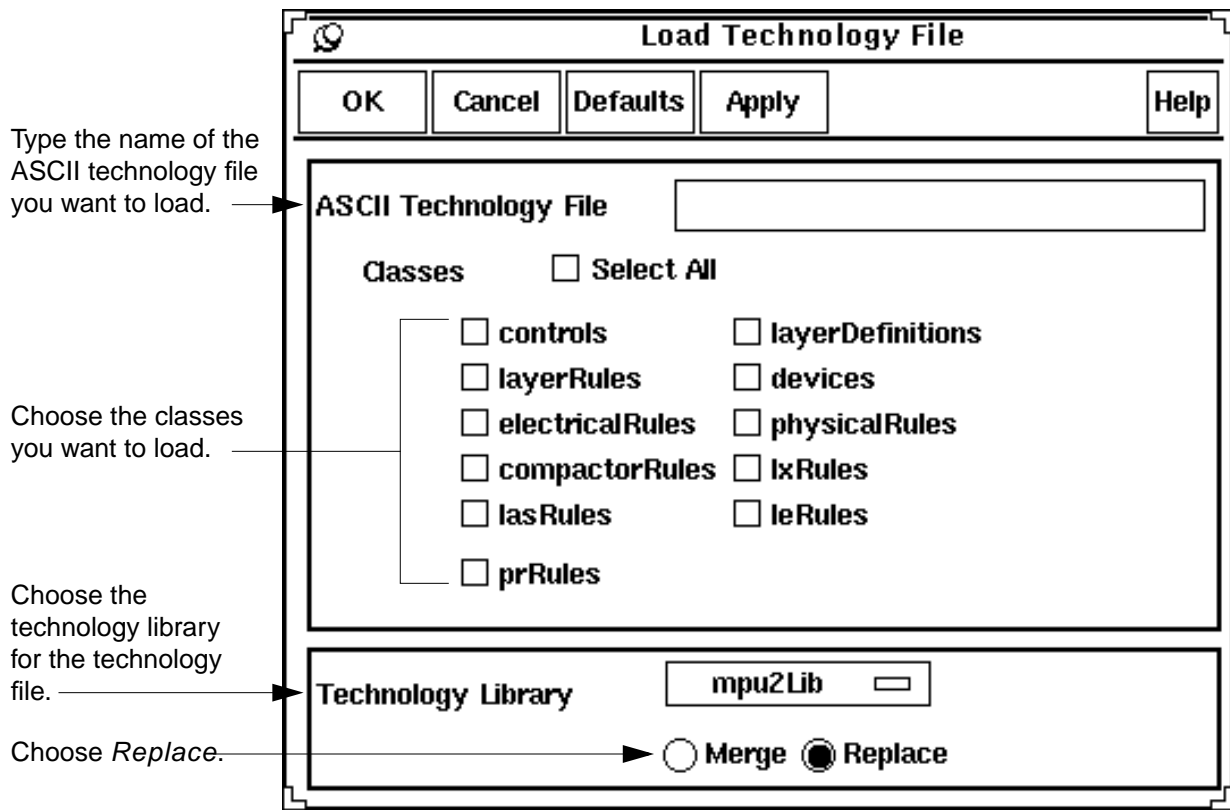 Load Technology File
OK Cancel Defaults Apply Help
Type the name of the
ASCII technology file
you want to load.
ASCII Technology File
Classes Select All
controls layerDefinitions
layerRules devices
electricalRules physicalRules
compactorRules lxRules
lasRules leRules
prRules
Choose the classes
you want to load.
Choose the
technology library
for the technology
file.
Technology Library mpu2Lib
Choose Replace.
Merge Replace